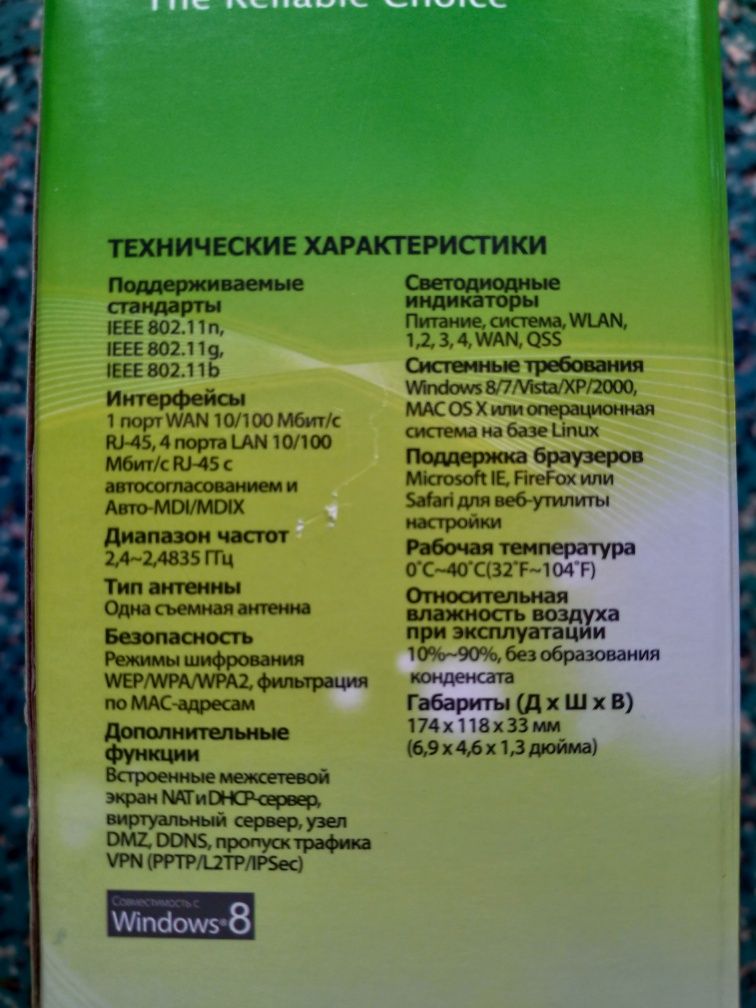 The Reliable Choice
ТЕХНИЧЕСКИЕ ХАРАКТЕРИСТИКИ
Поддерживаемые
стандарты
IEEE 802.11n,
IEEE 802.11g,
IEEE 802.11b
Интерфейсы
1 порт WAN 10/100 Мбит/с
RJ-45, 4 порта LAN 10/100
Мбит/с RJ-45 с
автосогласованием и
Авто-MDI/MDIX
Диапазон частот
2,4~2,4835 ГГц
Тип антенны
Одна съемная антенна
Безопасность
Режимы шифрования
WEP/WPA/WPA2, фильтрация
по MAC-адресам
Дополнительные
функции
Встроенные межсетевой
экран NAT и DHCP-сервер,
виртуальный сервер, узел
DMZ, DDNS, пропуск трафика
VPN (PPTP/L2TP/IPSec)
Совместимость с
Windows® 8
Светодиодные
индикаторы
Питание, система, WLAN,
1,2, 3, 4, WAN, QSS
Системные требования
Windows 8/7/Vista/XP/2000,
MAC OS X или операционная
система на базе Linux
Поддержка браузеров
Microsoft IE, FireFox или
Safari для веб-утилиты
настройки
Рабочая температура
0˚C~40˚C(32˚F~104˚F)
Относительная
влажность воздуха
при эксплуатации
10%~90%, без образования
конденсата
Габариты (Д х Ш х В)
174 х 118 х 33 мм
(6,9 х 4,6 х 1,3 дюйма)